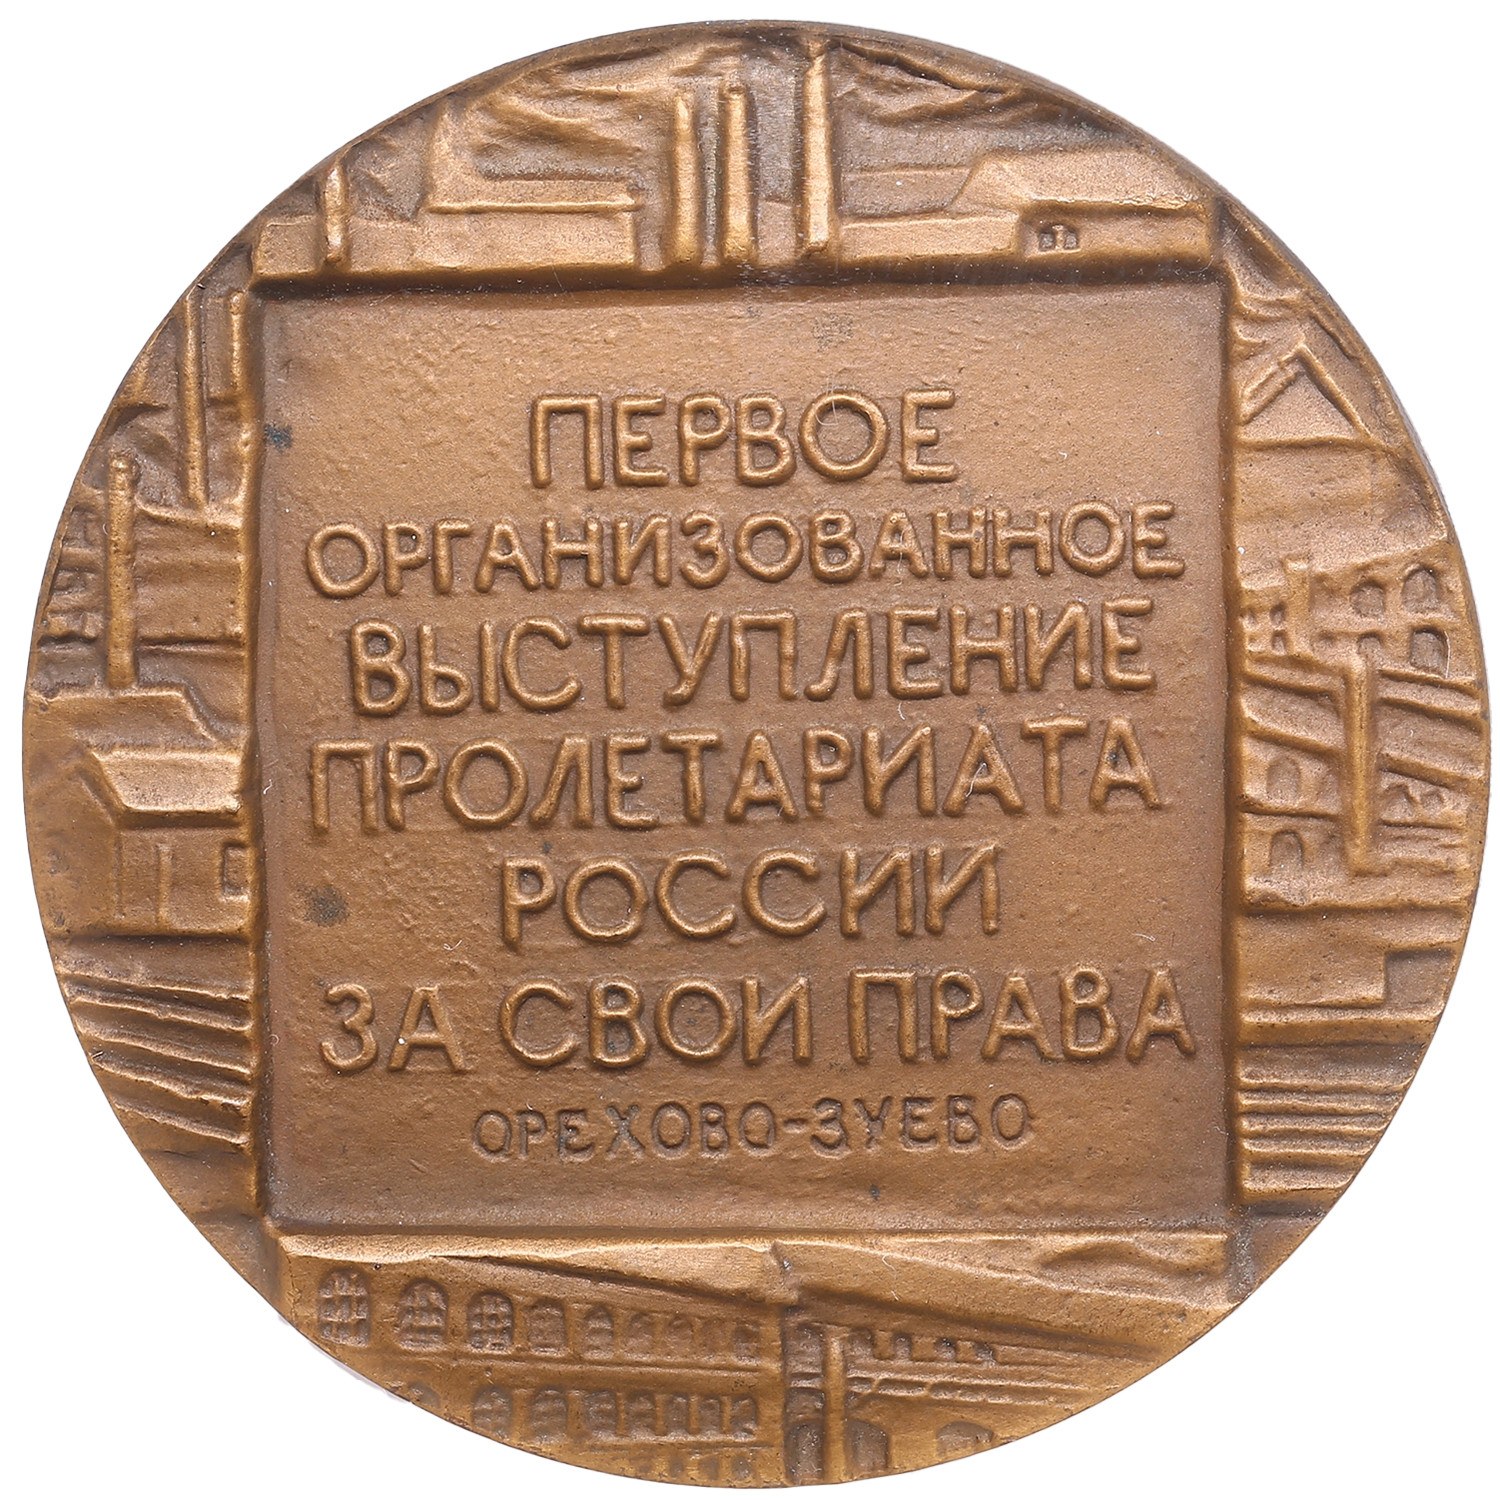 ПЕРВОЕ
ОРГАНИЗОВАННОЕ
ВЫСТУПЛЕНИЕ
ПРОЛЕТАРИАТА
РОССИИ
ЗА СВОИ ПРАВА
ОРЕХОВО-ЗУЕВО